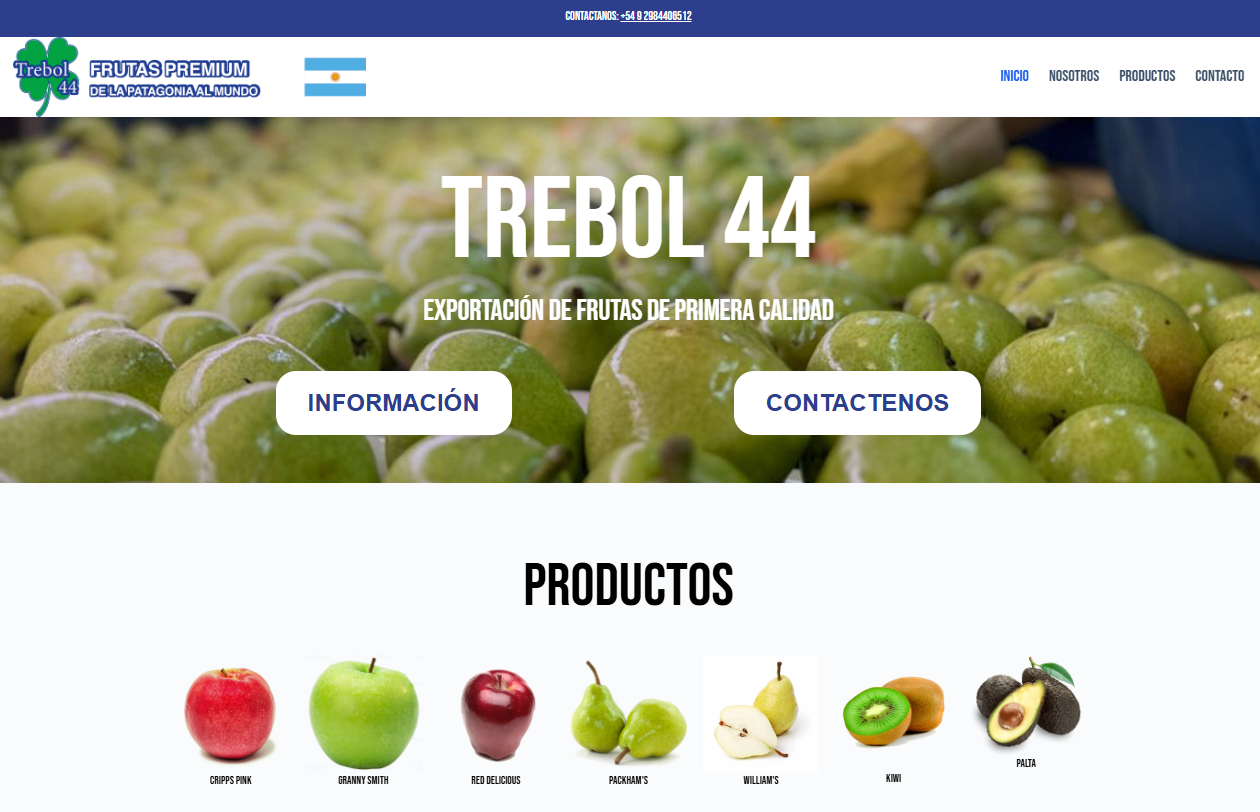 CONTACTANOS: +54 9 2984406512
Trebol
44
FRUTAS PREMIUM
DE LA PATAGONIA AL MUNDO
INICIO NOSOTROS PRODUCTOS CONTACTO
TREBOL 44
EXPORTACIÓN DE FRUTAS DE PRIMERA CALIDAD
INFORMACIÓN CONTACTENOS
PRODUCTOS
CRIPPS PINK GRANNY SMITH RED DELICIOUS PACKHAM'S WILLIAM'S KIWI PALTA